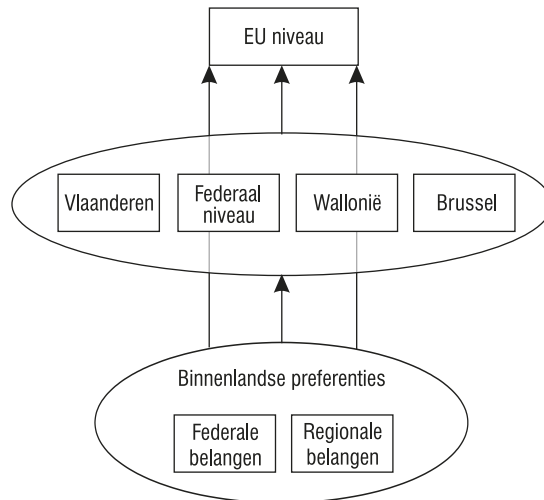 EU niveau
Vlaanderen
Federaal
niveau
Wallonië
Brussel
Binnenlandse preferenties
Federale
belangen
Regionale
belangen